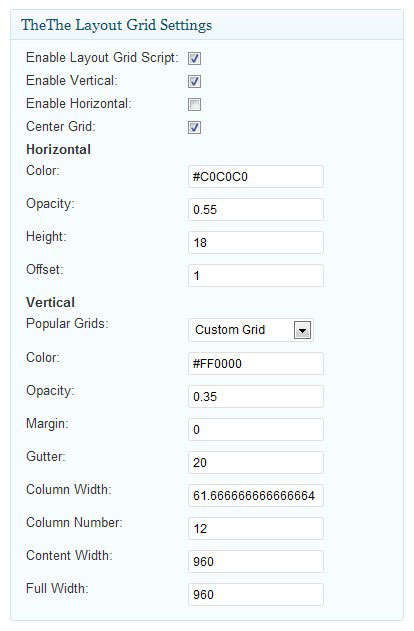 TheThe Layout Grid Settings
Enable Layout Grid Script:
Enable Vertical:
Enable Horizontal:
Center Grid:
Horizontal
Color: #C0C0C0
Opacity: 0.55
Height: 18
Offset: 1
Vertical
Popular Grids: Custom Grid
Color: #FF0000
Opacity: 0.35
Margin: 0
Gutter: 20
Column Width: 61.666666666666664
Column Number: 12
Content Width: 960
Full Width: 960